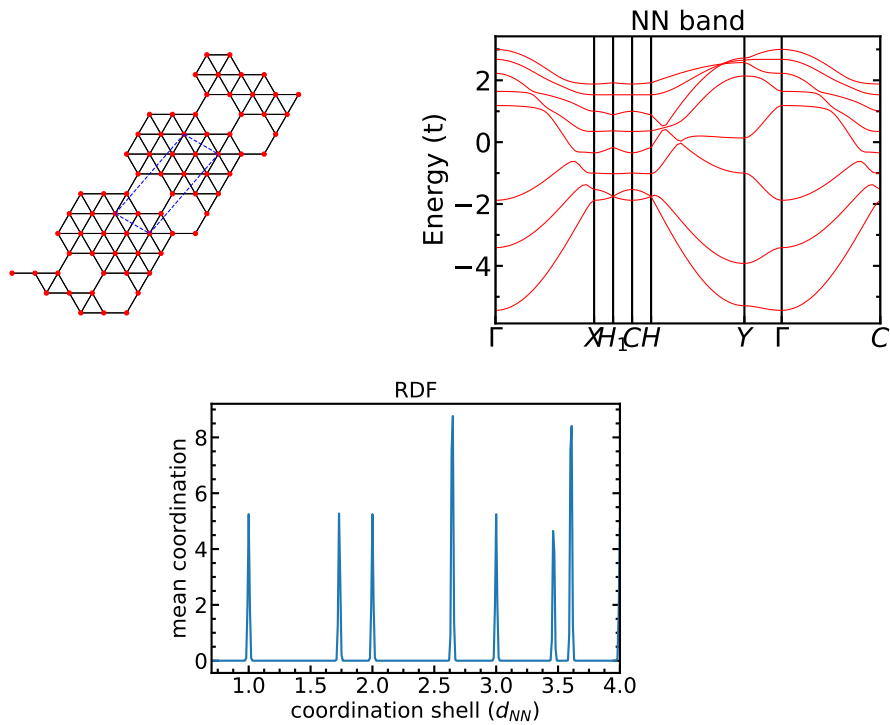 NN band
Energy (t)
2
0
−2
−4
Γ X H₁ C H Y Γ C
RDF
mean coordination
8
6
4
2
0
1.0 1.5 2.0 2.5 3.0 3.5 4.0
coordination shell (d_NN)